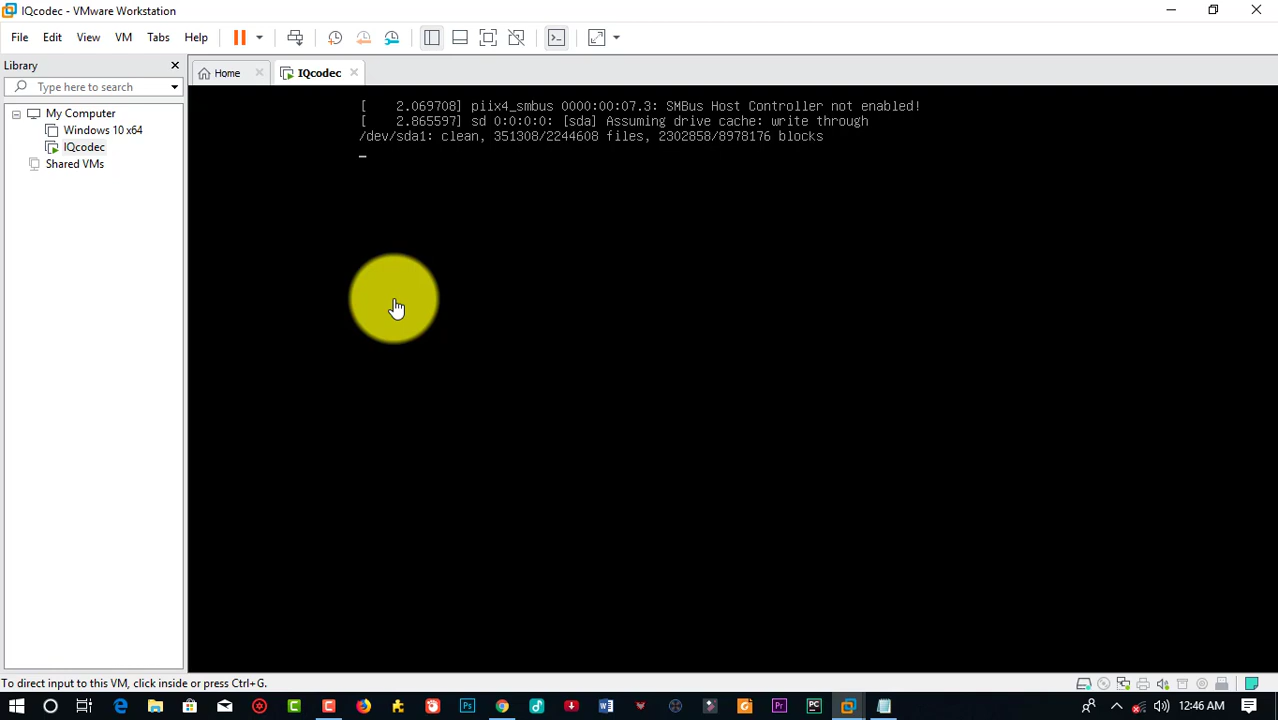 IQcodec - VMware Workstation
File Edit View VM Tabs Help
Library
Type here to search
My Computer
Windows 10 x64
IQcodec
Shared VMs
Home
IQcodec
[    2.069708] piix4_smbus 0000:00:07.3: SMBus Host Controller not enabled!
[    2.865597] sd 0:0:0:0: [sda] Assuming drive cache: write through
/dev/sda1: clean, 351308/2244608 files, 2302858/8978176 blocks
To direct input to this VM, click inside or press Ctrl+G.
Ps
Pr
PC
12:46 AM